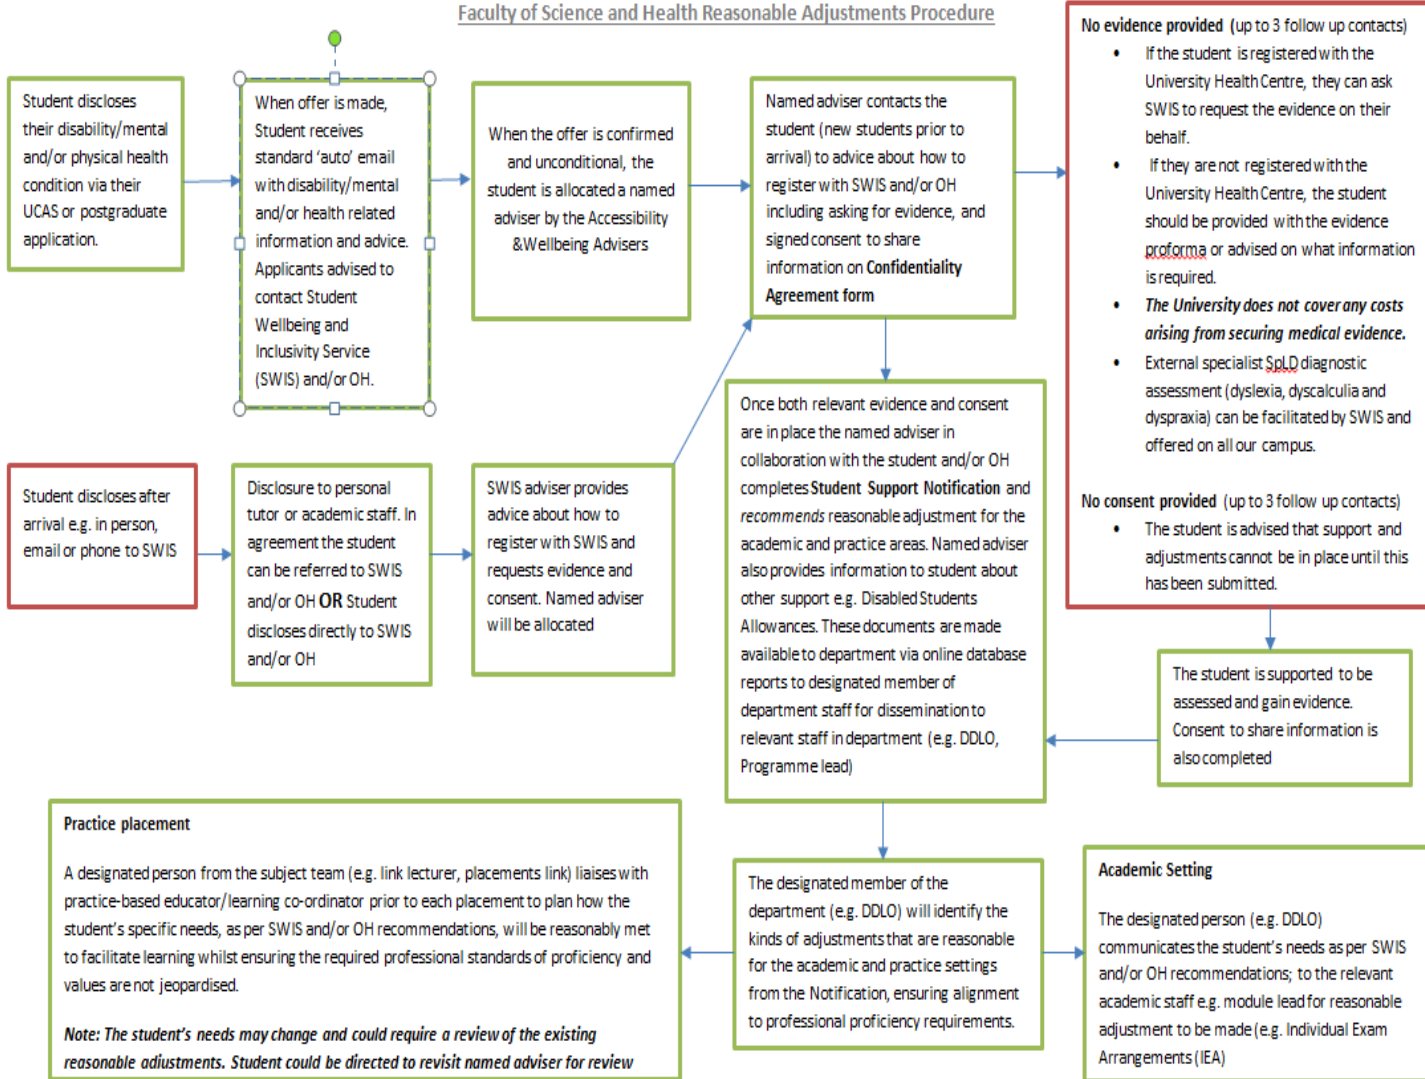 Faculty of Science and Health Reasonable Adjustments Procedure
Student discloses
their disability/mental
and/or physical health
condition via their
UCAS or postgraduate
application.
When offer is made,
Student receives
standard ‘auto’ email
with disability/mental
and/or health related
information and advice.
Applicants advised to
contact Student
Wellbeing and
Inclusivity Service
(SWIS) and/or OH.
When the offer is confirmed
and unconditional, the
student is allocated a named
adviser by the Accessibility
&Wellbeing Advisers
Named adviser contacts the
student (new students prior to
arrival) to advice about how to
register with SWIS and/or OH
including asking for evidence, and
signed consent to share
information on Confidentiality
Agreement form
No evidence provided (up to 3 follow up contacts)
• If the student is registered with the
University Health Centre, they can ask
SWIS to request the evidence on their
behalf.
• If they are not registered with the
University Health Centre, the student
should be provided with the evidence
proforma or advised on what information
is required.
• The University does not cover any costs
arising from securing medical evidence.
• External specialist SpLD diagnostic
assessment (dyslexia, dyscalculia and
dyspraxia) can be facilitated by SWIS and
offered on all our campus.
No consent provided (up to 3 follow up contacts)
• The student is advised that support and
adjustments cannot be in place until this
has been submitted.
Student discloses after
arrival e.g. in person,
email or phone to SWIS
Disclosure to personal
tutor or academic staff. In
agreement the student
can be referred to SWIS
and/or OH OR Student
discloses directly to SWIS
and/or OH
SWIS adviser provides
advice about how to
register with SWIS and
requests evidence and
consent. Named adviser
will be allocated
Once both relevant evidence and consent
are in place the named adviser in
collaboration with the student and/or OH
completes Student Support Notification and
recommends reasonable adjustment for the
academic and practice areas. Named adviser
also provides information to student about
other support e.g. Disabled Students
Allowances. These documents are made
available to department via online database
reports to designated member of
department staff for dissemination to
relevant staff in department (e.g. DDLO,
Programme lead)
The student is supported to be
assessed and gain evidence.
Consent to share information is
also completed
Practice placement
A designated person from the subject team (e.g. link lecturer, placements link) liaises with
practice-based educator/learning co-ordinator prior to each placement to plan how the
student’s specific needs, as per SWIS and/or OH recommendations, will be reasonably met
to facilitate learning whilst ensuring the required professional standards of proficiency and
values are not jeopardised.
Note: The student’s needs may change and could require a review of the existing
reasonable adjustments. Student could be directed to revisit named adviser for review
The designated member of the
department (e.g. DDLO) will identify the
kinds of adjustments that are reasonable
for the academic and practice settings
from the Notification, ensuring alignment
to professional proficiency requirements.
Academic Setting
The designated person (e.g. DDLO)
communicates the student’s needs as per SWIS
and/or OH recommendations; to the relevant
academic staff e.g. module lead for reasonable
adjustment to be made (e.g. Individual Exam
Arrangements (IEA)